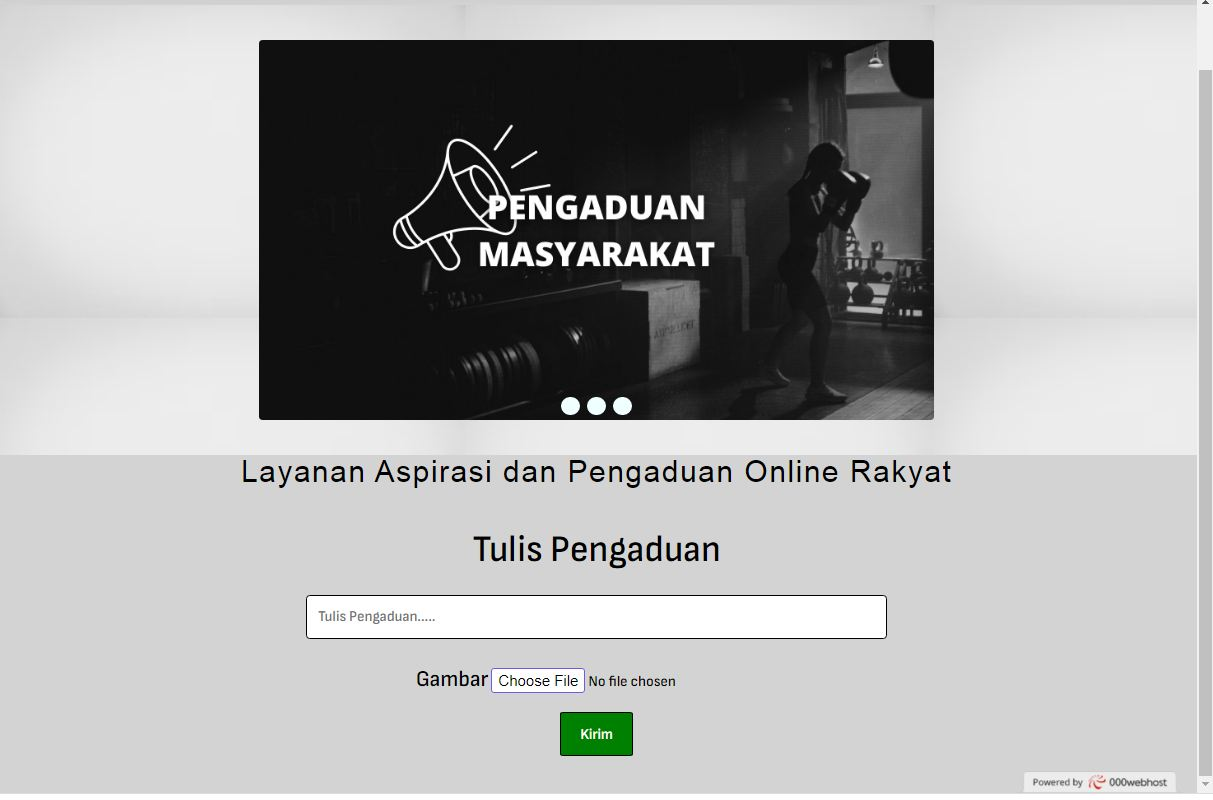 PENGADUAN
MASYARAKAT
Layanan Aspirasi dan Pengaduan Online Rakyat
Tulis Pengaduan
Tulis Pengaduan.....
Gambar Choose File No file chosen
Kirim
Powered by 000webhost